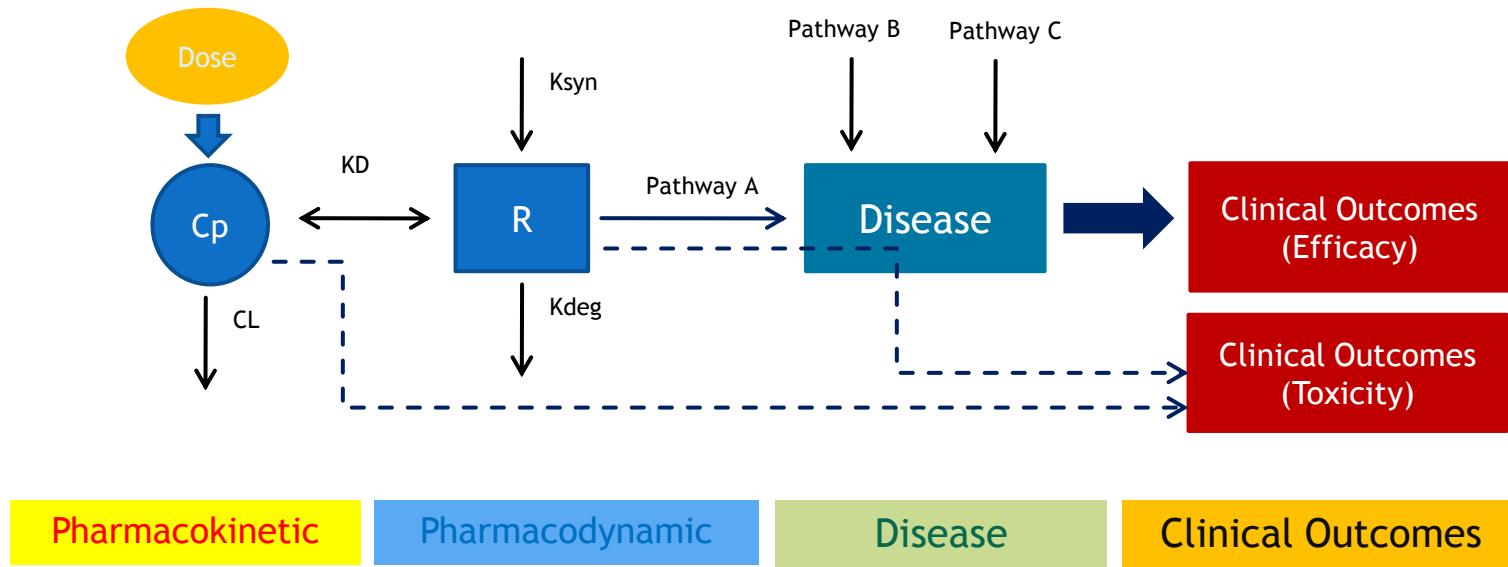 Dose
Ksyn
Pathway B
Pathway C
KD
Cp
R
Pathway A
Disease
Clinical Outcomes
(Efficacy)
CL
Kdeg
Clinical Outcomes
(Toxicity)
Pharmacokinetic
Pharmacodynamic
Disease
Clinical Outcomes